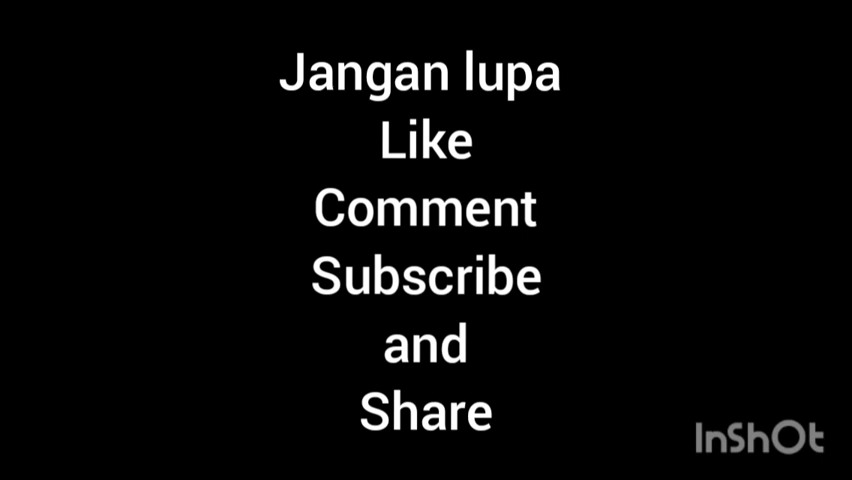 Jangan lupa
Like
Comment
Subscribe
and
Share
InShOt